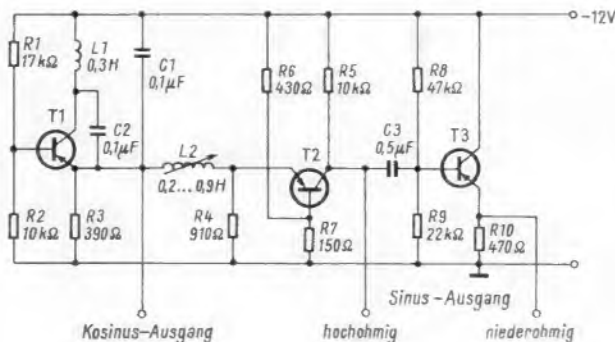 -12V
R1
17kΩ
L1
0,3H
C1
0,1µF
R6
430Ω
R5
10kΩ
R8
47kΩ
T1
C2
0,1µF
L2
0,2...0,9H
T2
C3
0,5µF
T3
R2
10kΩ
R3
390Ω
R4
910Ω
R7
150Ω
R9
22kΩ
R10
470Ω
Sinus-Ausgang
Kosinus-Ausgang
hochohmig
niederohmig